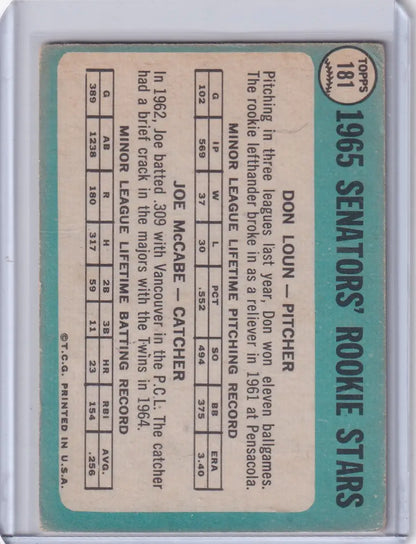 TOPPS
181
1965 SENATORS' ROOKIE STARS
DON LOUN — PITCHER
Pitching in three leagues last year, Don won eleven ballgames.
The rookie lefthander broke in as a reliever in 1961 at Pensacola.
MINOR LEAGUE LIFETIME PITCHING RECORD
G IP W L PCT SO BB ERA
102 569 37 30 .552 494 375 3.40
JOE McCABE — CATCHER
In 1962, Joe batted .309 with Vancouver in the P.C.L. The catcher
had a brief crack in the majors with the Twins in 1964.
MINOR LEAGUE LIFETIME BATTING RECORD
G AB R H 2B 3B HR RBI AVG.
389 1238 180 317 59 11 23 154 .256
©T.C.G. PRINTED IN U.S.A.